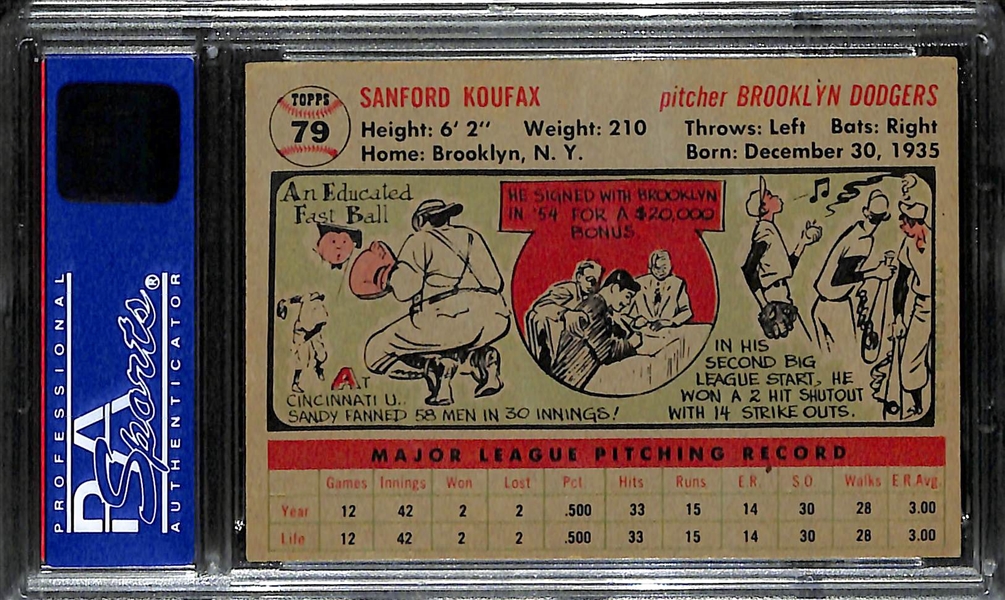 TOPPS
79
SANFORD KOUFAX
pitcher BROOKLYN DODGERS
Height: 6' 2" Weight: 210
Throws: Left Bats: Right
Home: Brooklyn, N. Y.
Born: December 30, 1935
An Educated
Fast Ball
HE SIGNED WITH BROOKLYN
IN '54 FOR A $20,000
BONUS.
AT
CINCINNATI U..
SANDY FANNED 58 MEN IN 30 INNINGS!
IN HIS
SECOND BIG
LEAGUE START, HE
WON A 2 HIT SHUTOUT
WITH 14 STRIKE OUTS.
MAJOR LEAGUE PITCHING RECORD
Games Innings Won Lost Pct. Hits Runs E.R. S.O. Walks E.R.Avg.
Year 12 42 2 2 .500 33 15 14 30 28 3.00
Life 12 42 2 2 .500 33 15 14 30 28 3.00
PROFESSIONAL
PSA
Sports®
AUTHENTICATOR